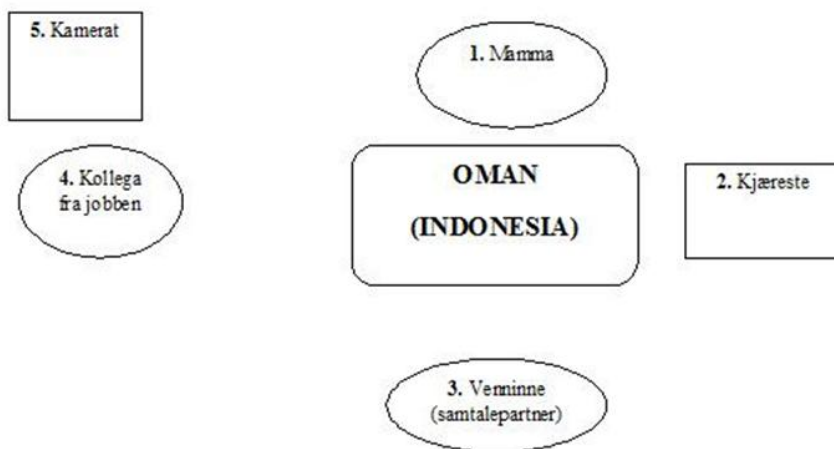 5. Kamerat
1. Mamma
4. Kollega
fra jobben
OMAN
(INDONESIA)
2. Kjæreste
3. Venninne
(samtalepartner)